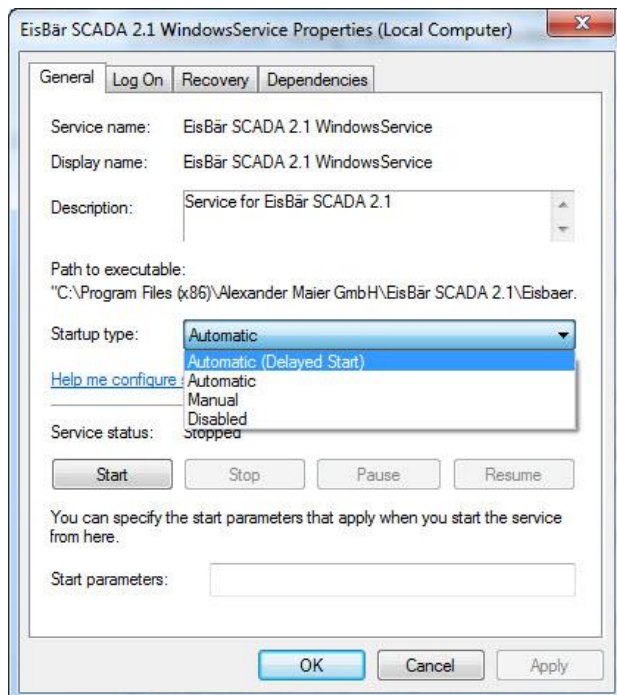 EisBär SCADA 2.1 WindowsService Properties (Local Computer)
General Log On Recovery Dependencies
Service name: EisBär SCADA 2.1 WindowsService
Display name: EisBär SCADA 2.1 WindowsService
Description: Service for EisBär SCADA 2.1
Path to executable:
"C:\Program Files (x86)\Alexander Maier GmbH\EisBär SCADA 2.1\Eisbaer.
Startup type: Automatic
Automatic (Delayed Start)
Help me configure Automatic
Manual
Disabled
Service status: Stopped
Start Stop Pause Resume
You can specify the start parameters that apply when you start the service
from here.
Start parameters:
OK Cancel Apply